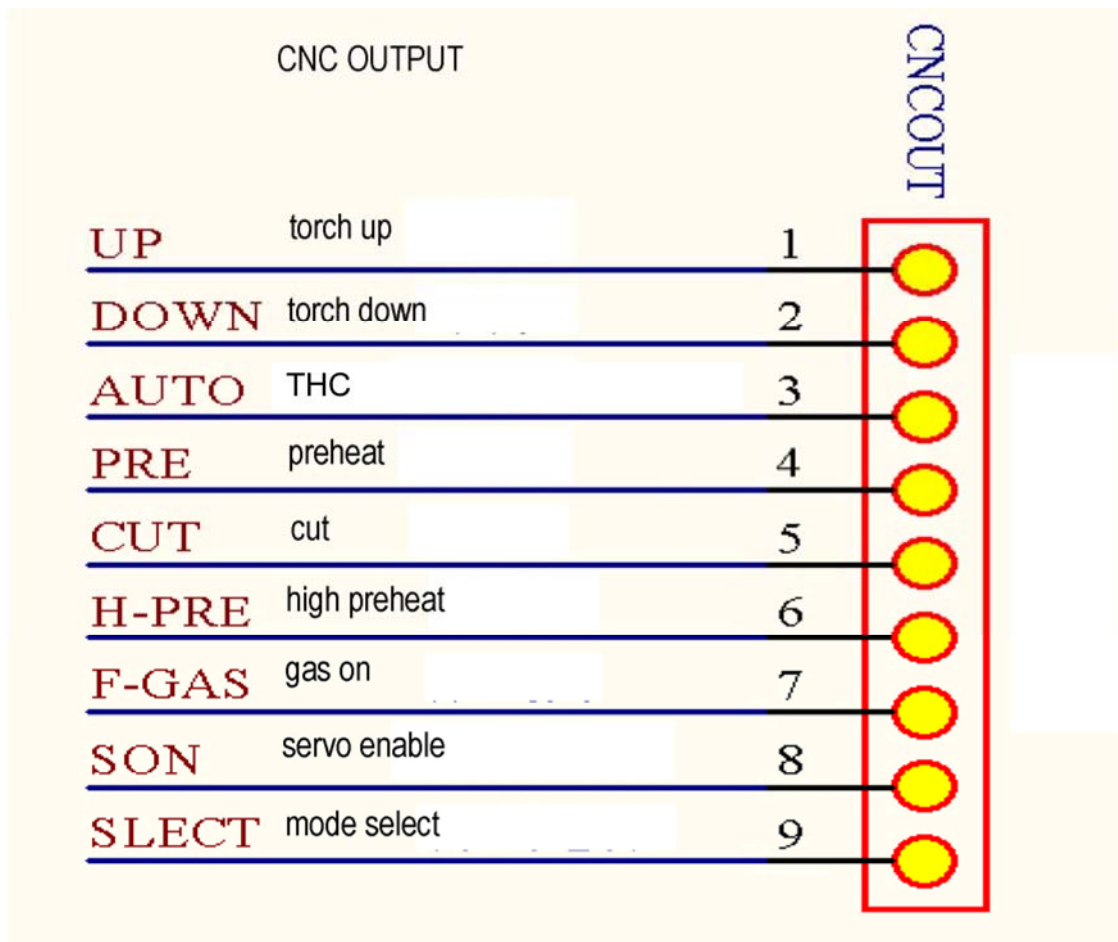 CNC OUTPUT
CNCOUT
UP torch up 1
DOWN torch down 2
AUTO THC 3
PRE preheat 4
CUT cut 5
H-PRE high preheat 6
F-GAS gas on 7
SON servo enable 8
SLECT mode select 9